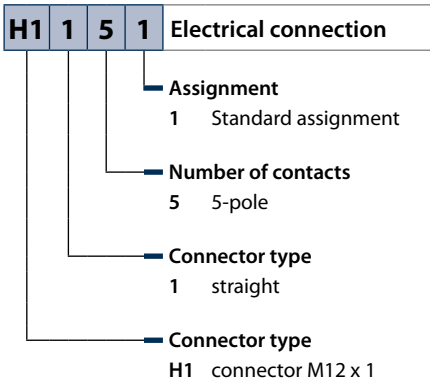 H1 1 5 1 Electrical connection
Assignment
1 Standard assignment
Number of contacts
5 5-pole
Connector type
1 straight
Connector type
H1 connector M12 x 1